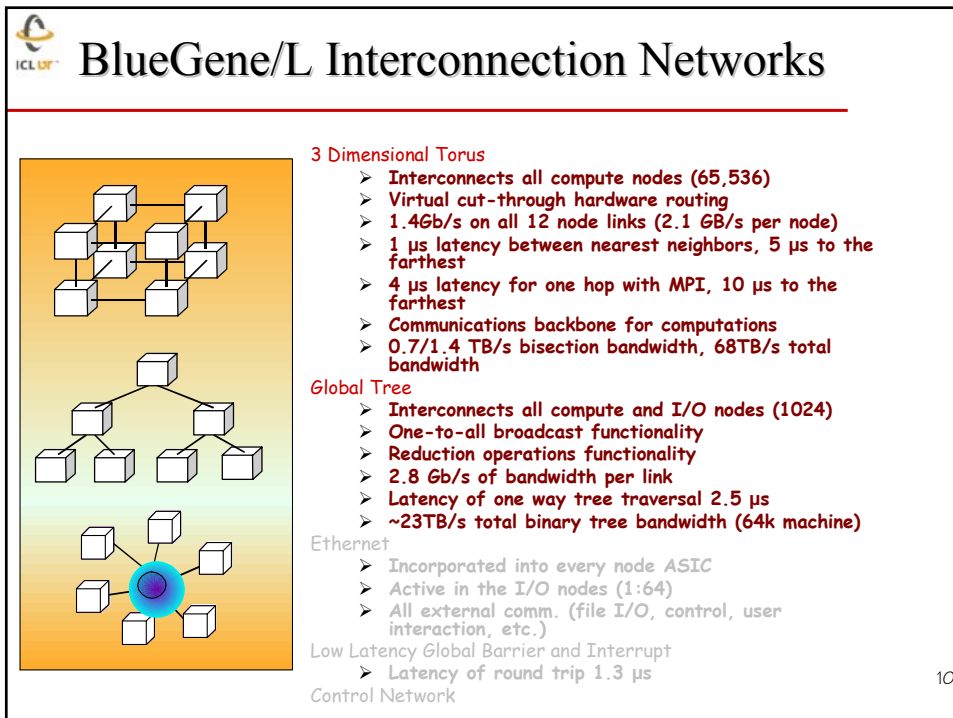 ICL UT
BlueGene/L Interconnection Networks
3 Dimensional Torus
➢ Interconnects all compute nodes (65,536)
➢ Virtual cut-through hardware routing
➢ 1.4Gb/s on all 12 node links (2.1 GB/s per node)
➢ 1 µs latency between nearest neighbors, 5 µs to the
farthest
➢ 4 µs latency for one hop with MPI, 10 µs to the
farthest
➢ Communications backbone for computations
➢ 0.7/1.4 TB/s bisection bandwidth, 68TB/s total
bandwidth
Global Tree
➢ Interconnects all compute and I/O nodes (1024)
➢ One-to-all broadcast functionality
➢ Reduction operations functionality
➢ 2.8 Gb/s of bandwidth per link
➢ Latency of one way tree traversal 2.5 µs
➢ ~23TB/s total binary tree bandwidth (64k machine)
Ethernet
➢ Incorporated into every node ASIC
➢ Active in the I/O nodes (1:64)
➢ All external comm. (file I/O, control, user
interaction, etc.)
Low Latency Global Barrier and Interrupt
➢ Latency of round trip 1.3 µs
Control Network
10